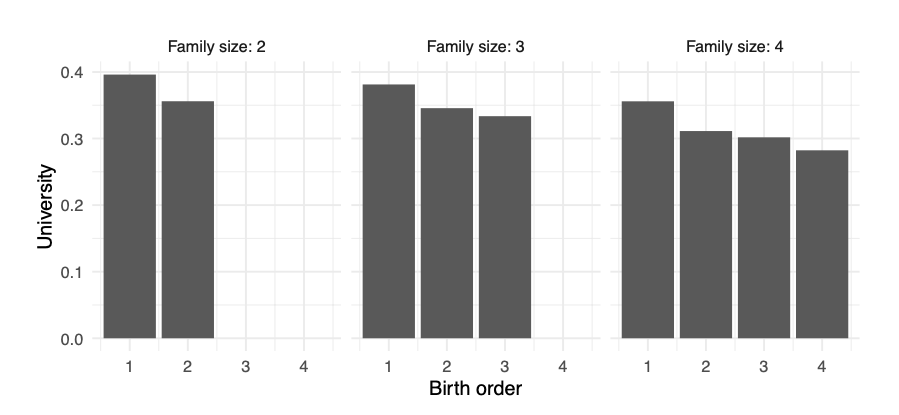 Family size: 2
Family size: 3
Family size: 4
University
0.4
0.3
0.2
0.1
0.0
1 2 3 4
1 2 3 4
1 2 3 4
Birth order